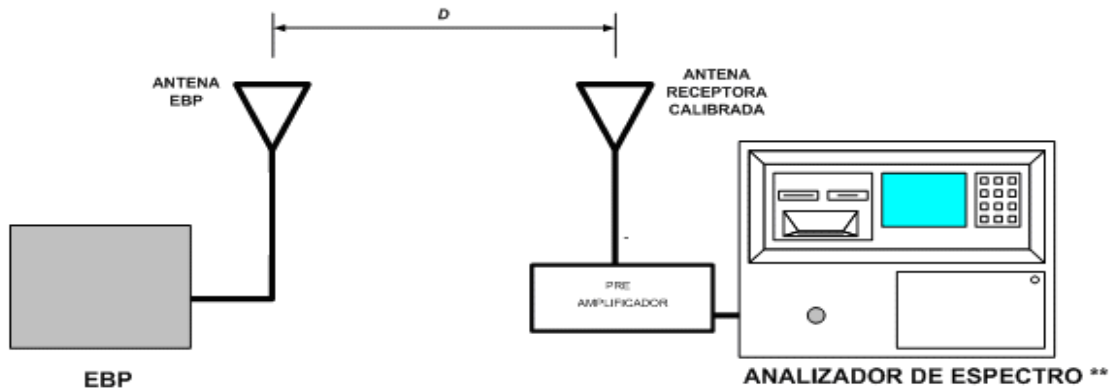 D
ANTENA
EBP
ANTENA
RECEPTORA
CALIBRADA
PRE
AMPLIFICADOR
EBP
ANALIZADOR DE ESPECTRO **